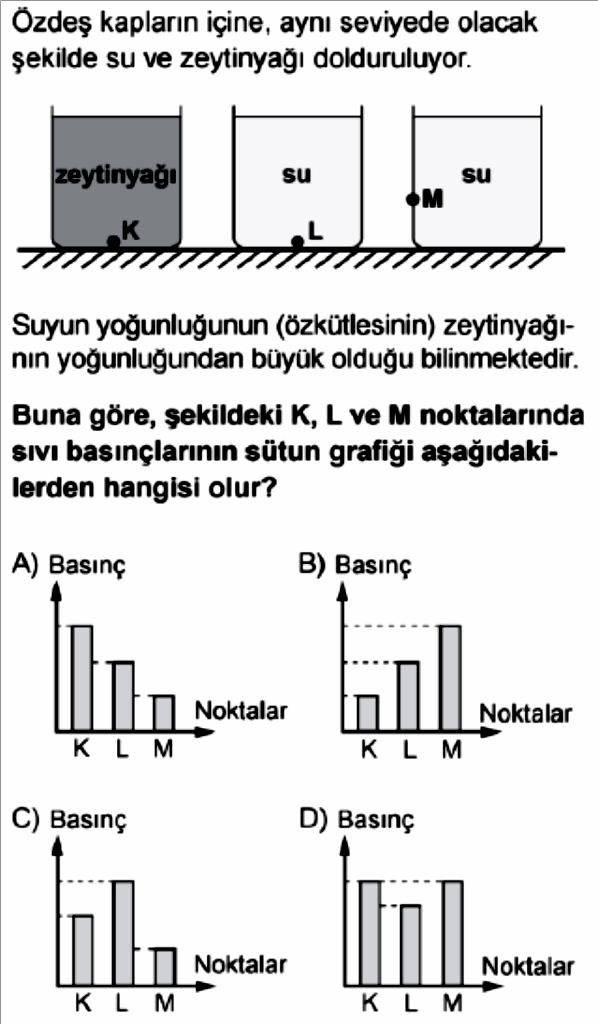 Özdeş kapların içine, aynı seviyede olacak
şekilde su ve zeytinyağı dolduruluyor.
zeytinyağı
su
su
K
L
M
Suyun yoğunluğunun (özkütlesinin) zeytinyağı-
nın yoğunluğundan büyük olduğu bilinmektedir.
Buna göre, şekildeki K, L ve M noktalarında
sıvı basınçlarının sütun grafiği aşağıdaki-
lerden hangisi olur?
A) Basınç
Noktalar
K L M
B) Basınç
Noktalar
K L M
C) Basınç
Noktalar
K L M
D) Basınç
Noktalar
K L M